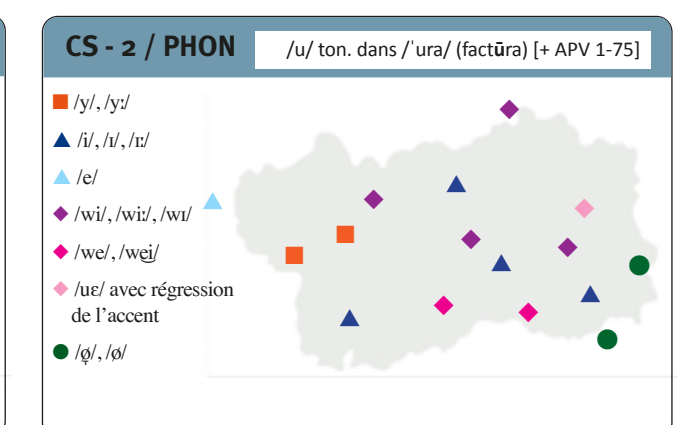 CS - 2 / PHON
/u/ ton. dans /ˈura/ (factūra) [+ APV 1-75]
/y/, /yː/
/i/, /ɪ/, /ɪː/
/e/
/wi/, /wiː/, /wɪ/
/we/, /wei̯/
/uɛ/ avec régression
de l'accent
/ø̞/, /ø/